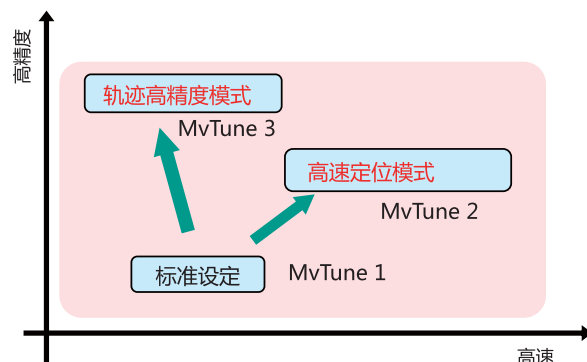 高精度
轨迹高精度模式
MvTune 3
高速定位模式
MvTune 2
标准设定
MvTune 1
高速